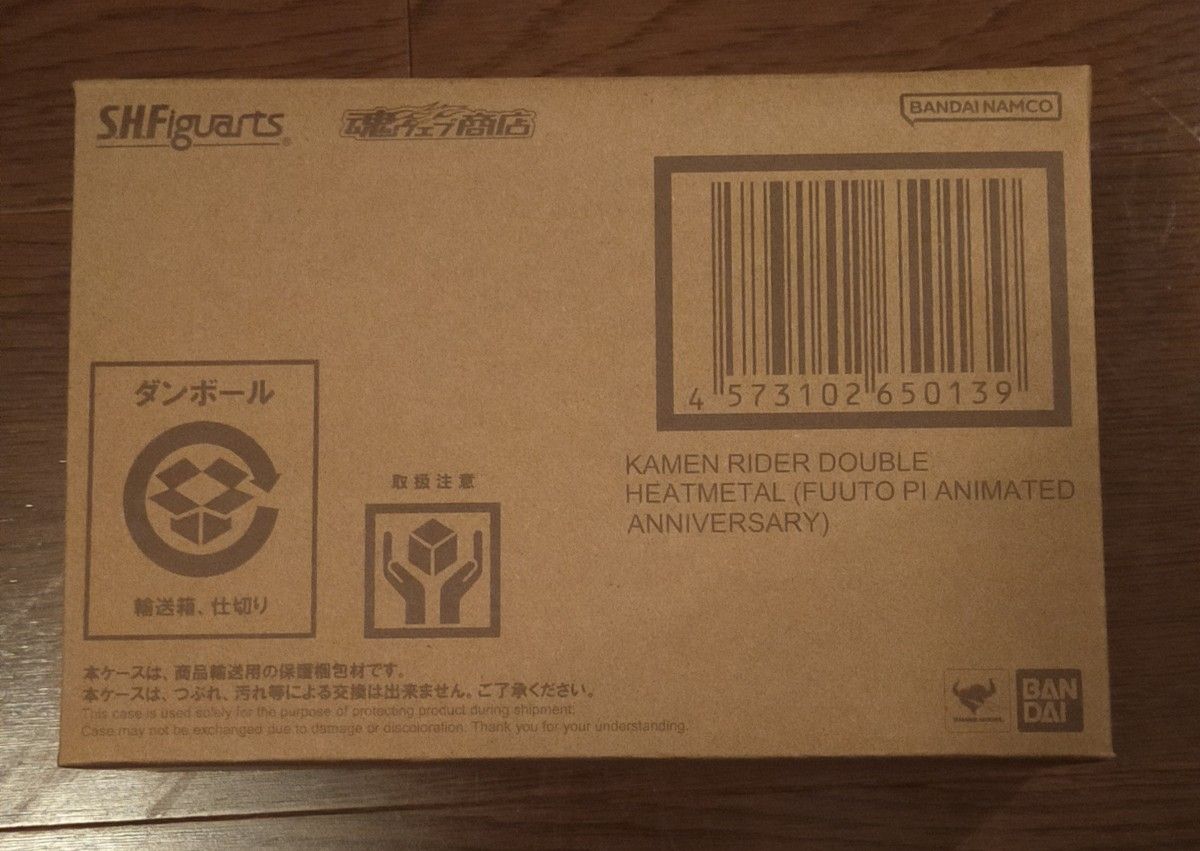 S.H.Figuarts®
魂ウェブ商店
BANDAI NAMCO
4 573102 650139
KAMEN RIDER DOUBLE
HEATMETAL (FUUTO PI ANIMATED
ANNIVERSARY)
ダンボール
輸送箱、仕切り
取扱注意
本ケースは、商品輸送用の保護梱包材です。
本ケースは、つぶれ、汚れ等による交換は出来ません。ご了承ください。
This case is used solely for the purpose of protecting product during shipment.
Case may not be exchanged due to damage or discoloration. Thank you for your understanding.
BAN
DAI